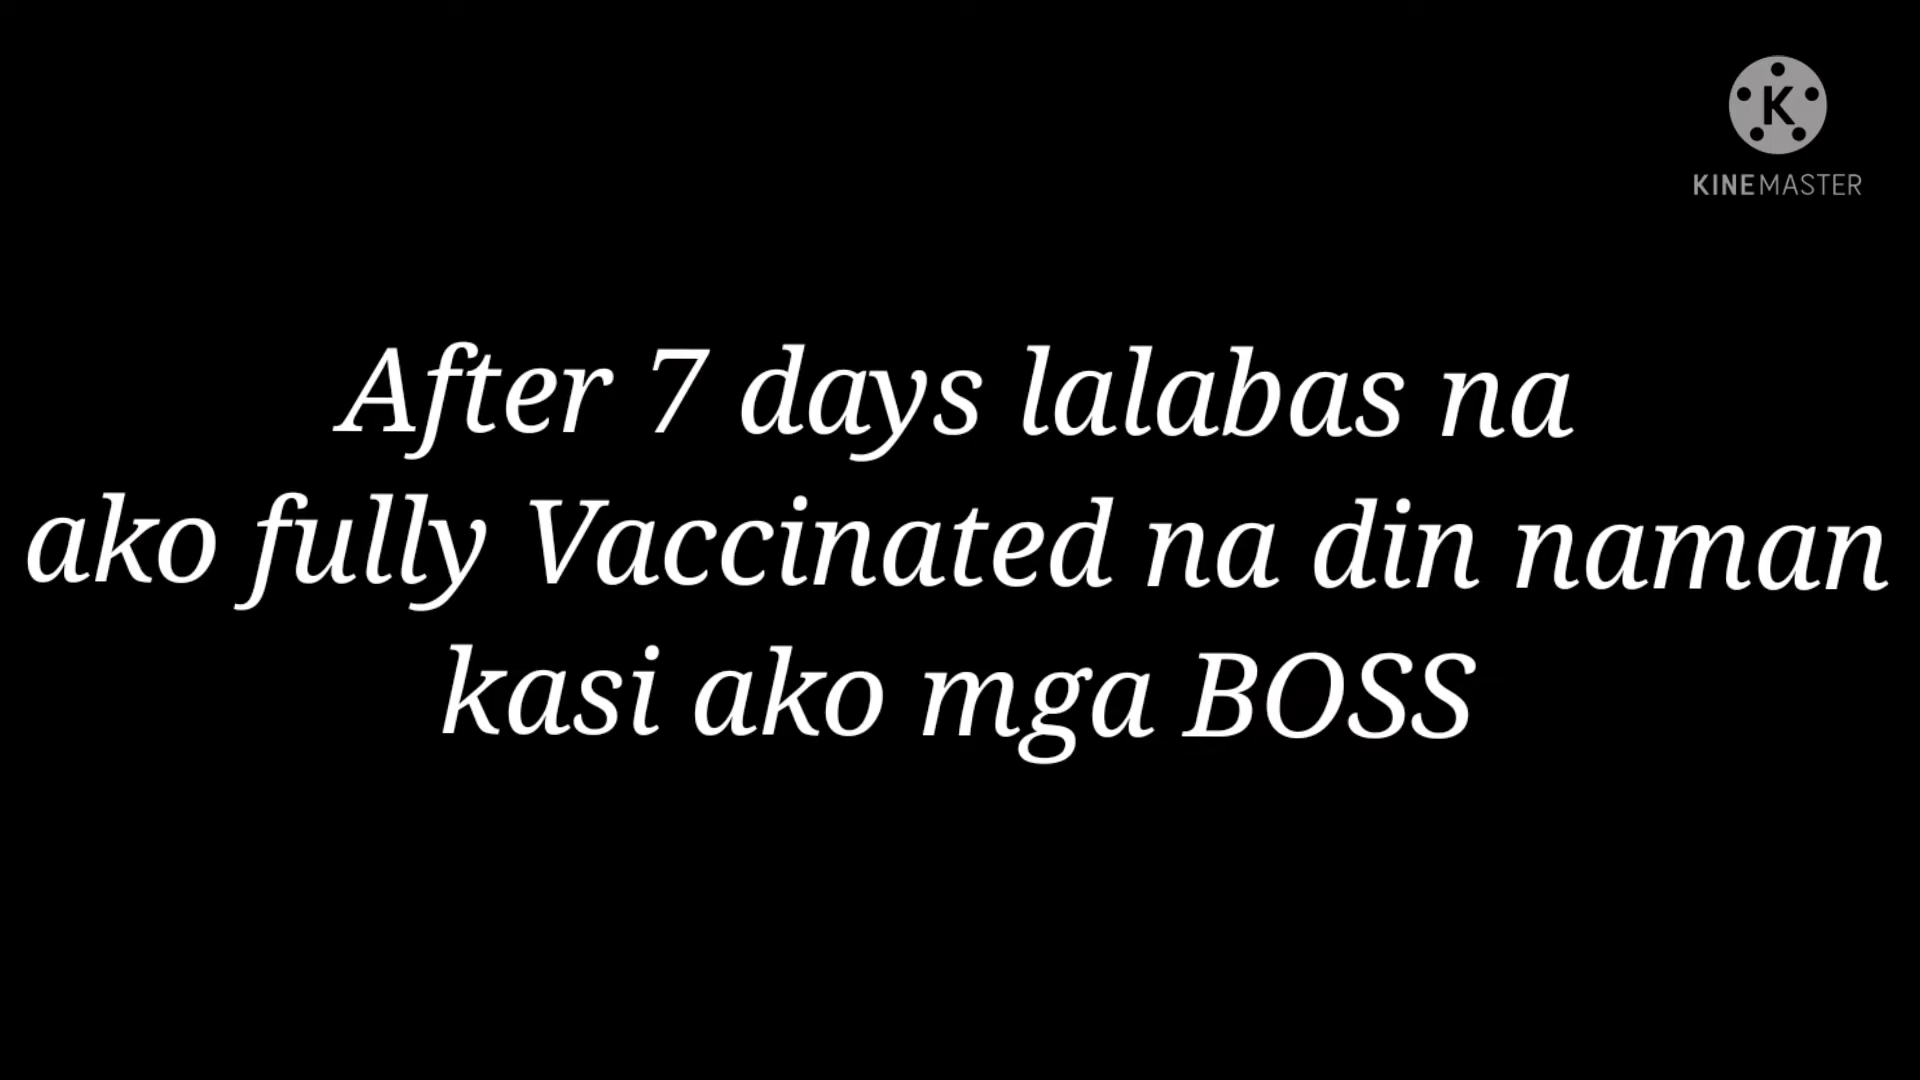 K
KINEMASTER
After 7 days lalabas na
ako fully Vaccinated na din naman
kasi ako mga BOSS